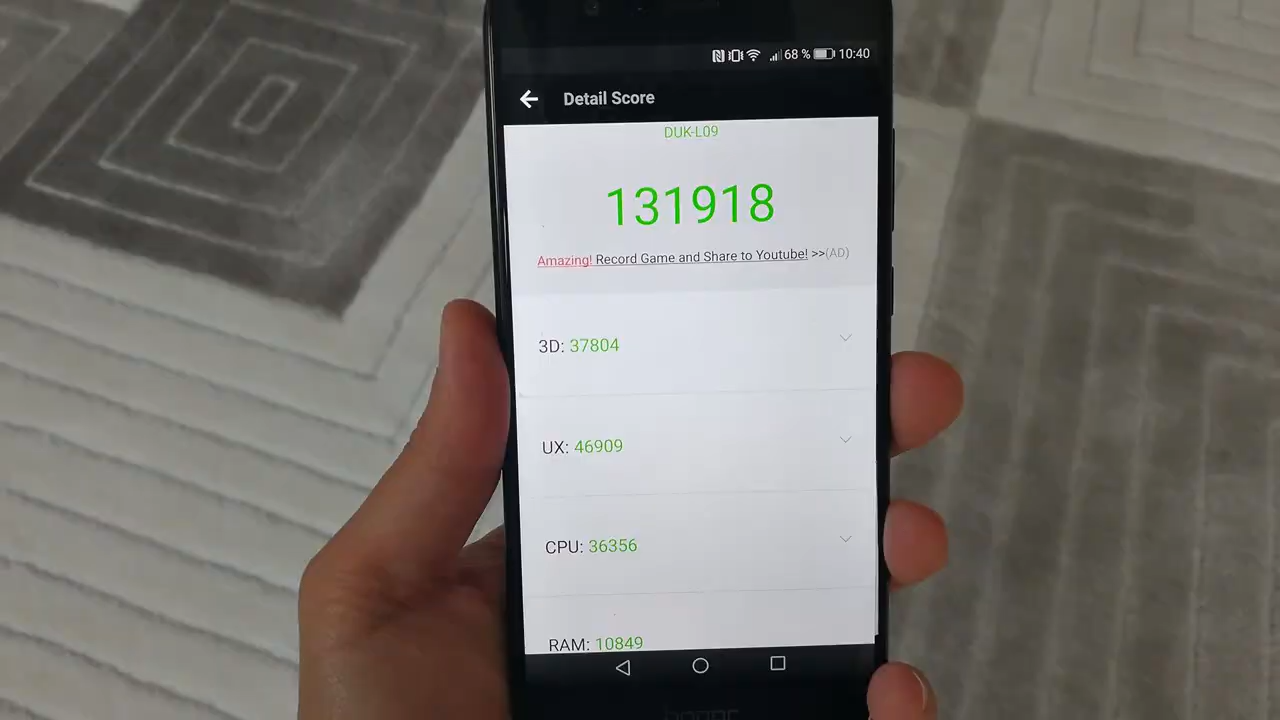 68 % 10:40
Detail Score
DUK-L09
131918
Amazing! Record Game and Share to Youtube! >>(AD)
3D: 37804
UX: 46909
CPU: 36356
RAM: 10849
honor